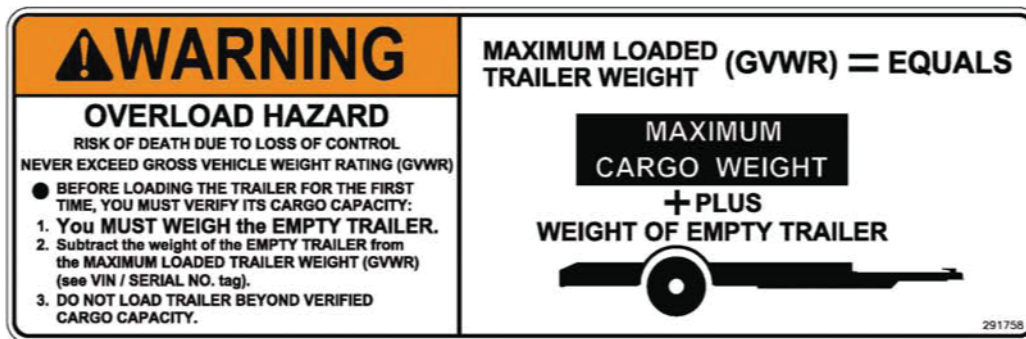 WARNING
OVERLOAD HAZARD
RISK OF DEATH DUE TO LOSS OF CONTROL
NEVER EXCEED GROSS VEHICLE WEIGHT RATING (GVWR)
● BEFORE LOADING THE TRAILER FOR THE FIRST
TIME, YOU MUST VERIFY ITS CARGO CAPACITY:
1. You MUST WEIGH the EMPTY TRAILER.
2. Subtract the weight of the EMPTY TRAILER from
the MAXIMUM LOADED TRAILER WEIGHT (GVWR)
(see VIN / SERIAL NO. tag).
3. DO NOT LOAD TRAILER BEYOND VERIFIED
CARGO CAPACITY.
MAXIMUM LOADED
TRAILER WEIGHT (GVWR) = EQUALS
MAXIMUM
CARGO WEIGHT
+ PLUS
WEIGHT OF EMPTY TRAILER
291758